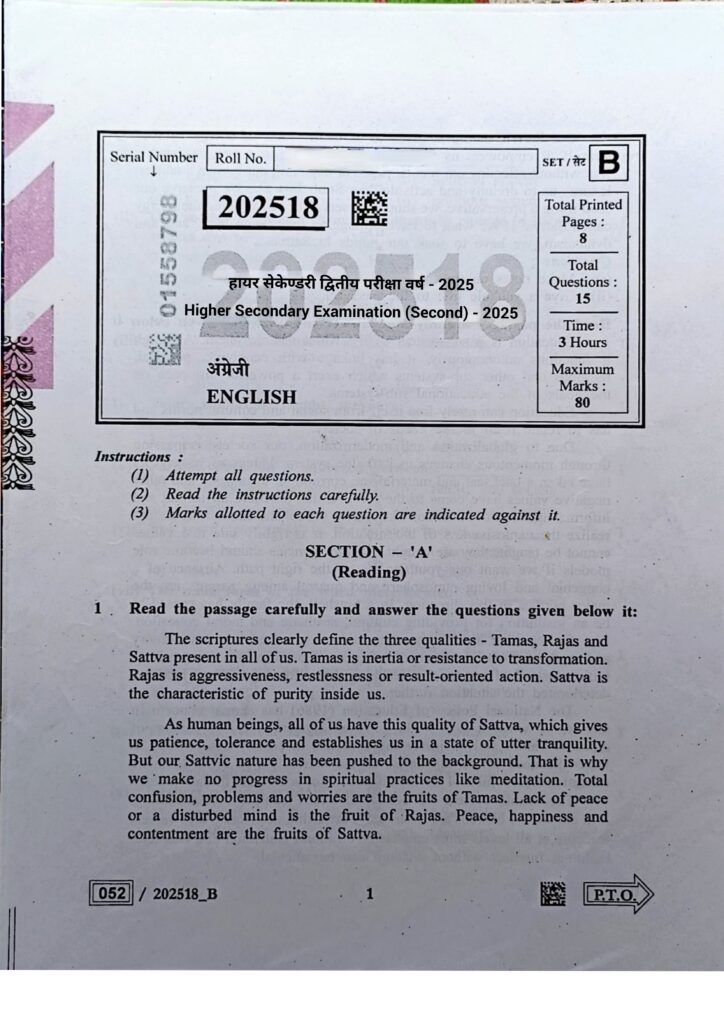 Serial Number
Roll No.
SET / सेट B
202518
01558798
202518
Total Printed
Pages :
8
Total
Questions :
15
Time :
3 Hours
Maximum
Marks :
80
हायर सेकेण्डरी द्वितीय परीक्षा वर्ष - 2025
Higher Secondary Examination (Second) - 2025
अंग्रेजी
ENGLISH
Instructions :
(1) Attempt all questions.
(2) Read the instructions carefully.
(3) Marks allotted to each question are indicated against it.
SECTION – 'A'
(Reading)
1 . Read the passage carefully and answer the questions given below it:
The scriptures clearly define the three qualities - Tamas, Rajas and
Sattva present in all of us. Tamas is inertia or resistance to transformation.
Rajas is aggressiveness, restlessness or result-oriented action. Sattva is
the characteristic of purity inside us.
As human beings, all of us have this quality of Sattva, which gives
us patience, tolerance and establishes us in a state of utter tranquility.
But our Sattvic nature has been pushed to the background. That is why
we make no progress in spiritual practices like meditation. Total
confusion, problems and worries are the fruits of Tamas. Lack of peace
or a disturbed mind is the fruit of Rajas. Peace, happiness and
contentment are the fruits of Sattva.
052 / 202518_B
1
P.T.O.